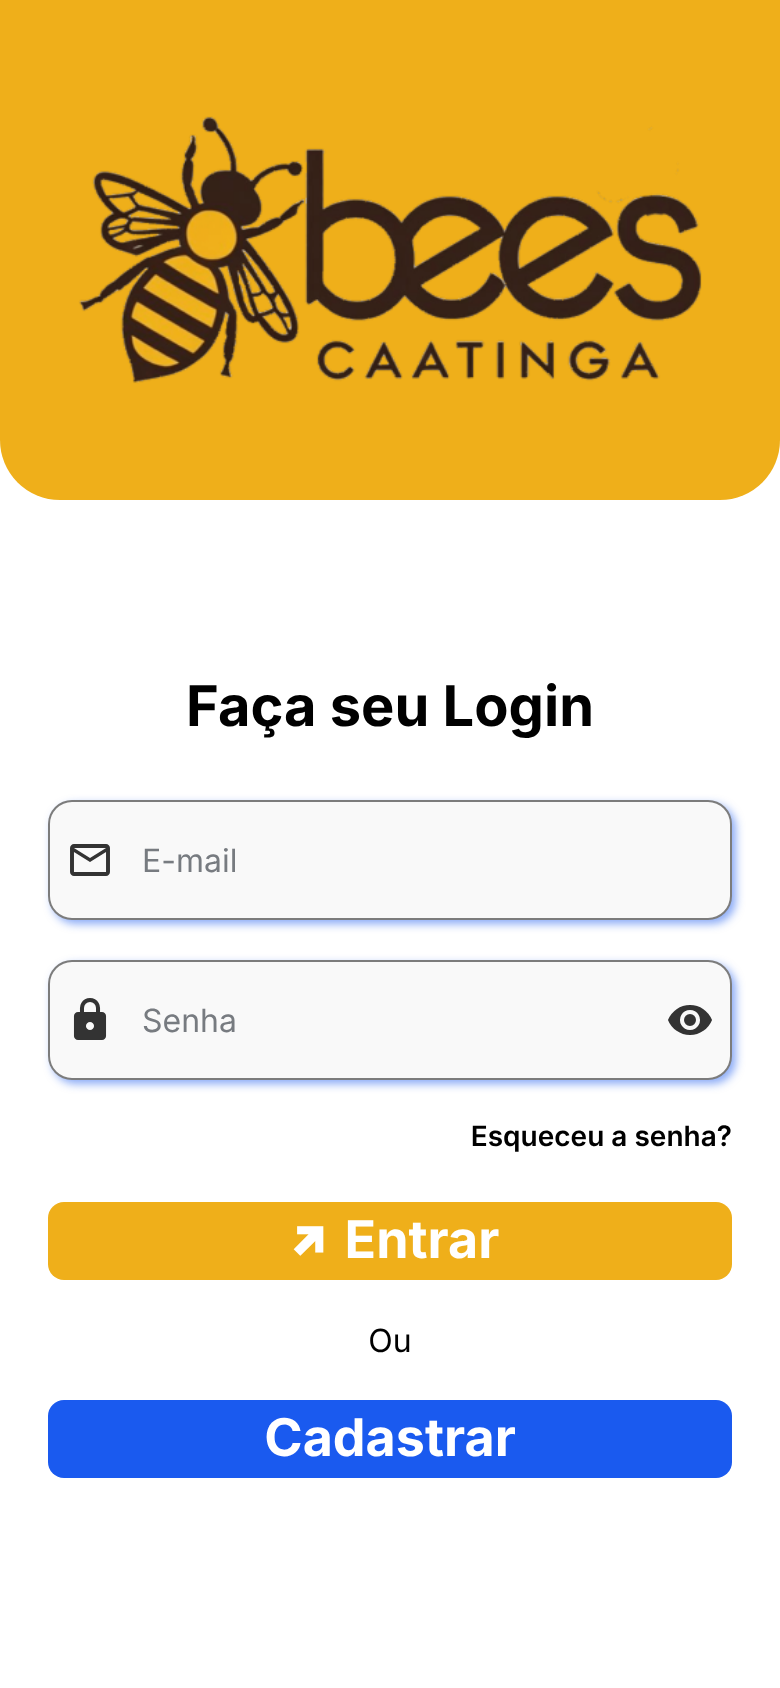 bees
CAATINGA
Faça seu Login
E-mail
Senha
Esqueceu a senha?
Entrar
Ou
Cadastrar